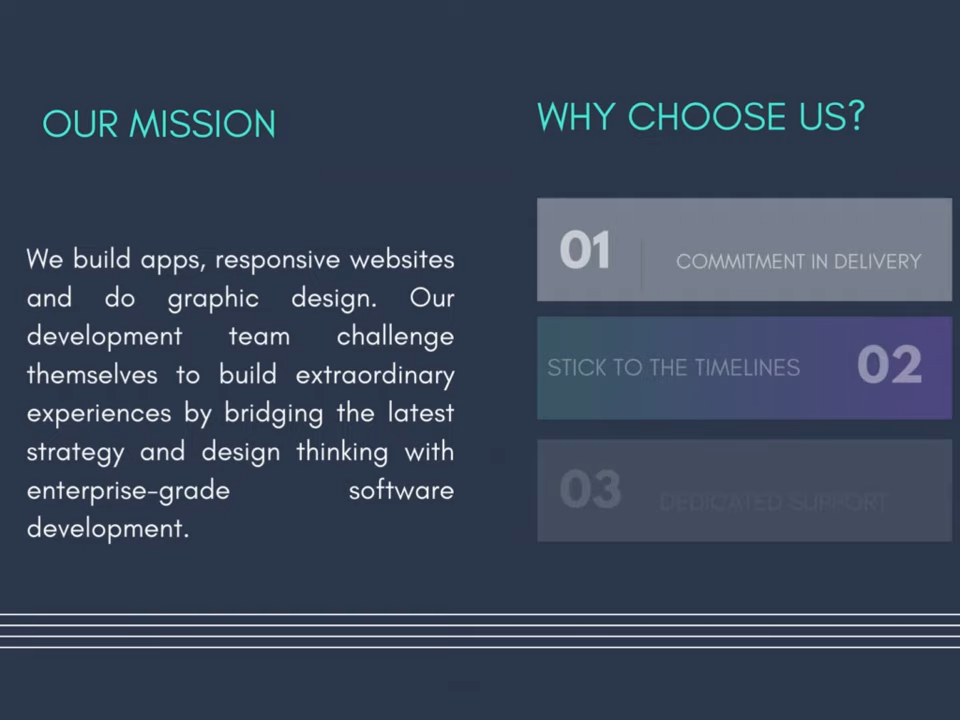 OUR MISSION
We build apps, responsive websites
and do graphic design. Our
development team challenge
themselves to build extraordinary
experiences by bridging the latest
strategy and design thinking with
enterprise-grade software
development.
WHY CHOOSE US?
01 COMMITMENT IN DELIVERY
STICK TO THE TIMELINES 02
03 DEDICATED SUPPORT